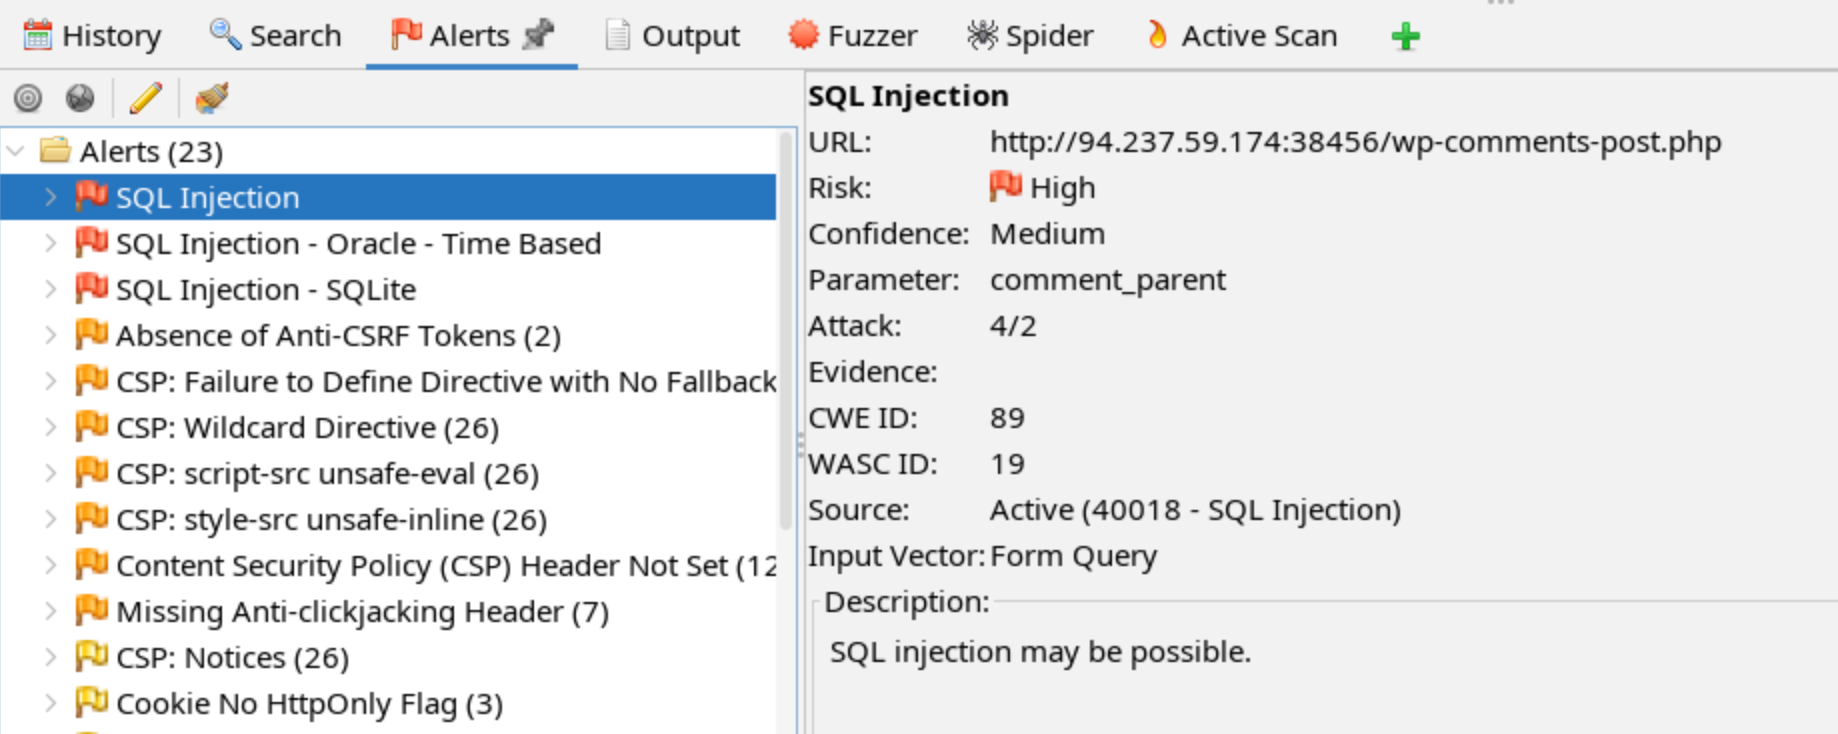 History Search Alerts Output Fuzzer Spider Active Scan
Alerts (23)
SQL Injection
SQL Injection - Oracle - Time Based
SQL Injection - SQLite
Absence of Anti-CSRF Tokens (2)
CSP: Failure to Define Directive with No Fallback
CSP: Wildcard Directive (26)
CSP: script-src unsafe-eval (26)
CSP: style-src unsafe-inline (26)
Content Security Policy (CSP) Header Not Set (12
Missing Anti-clickjacking Header (7)
CSP: Notices (26)
Cookie No HttpOnly Flag (3)
SQL Injection
URL: http://94.237.59.174:38456/wp-comments-post.php
Risk: High
Confidence: Medium
Parameter: comment_parent
Attack: 4/2
Evidence:
CWE ID: 89
WASC ID: 19
Source: Active (40018 - SQL Injection)
Input Vector: Form Query
Description:
SQL injection may be possible.